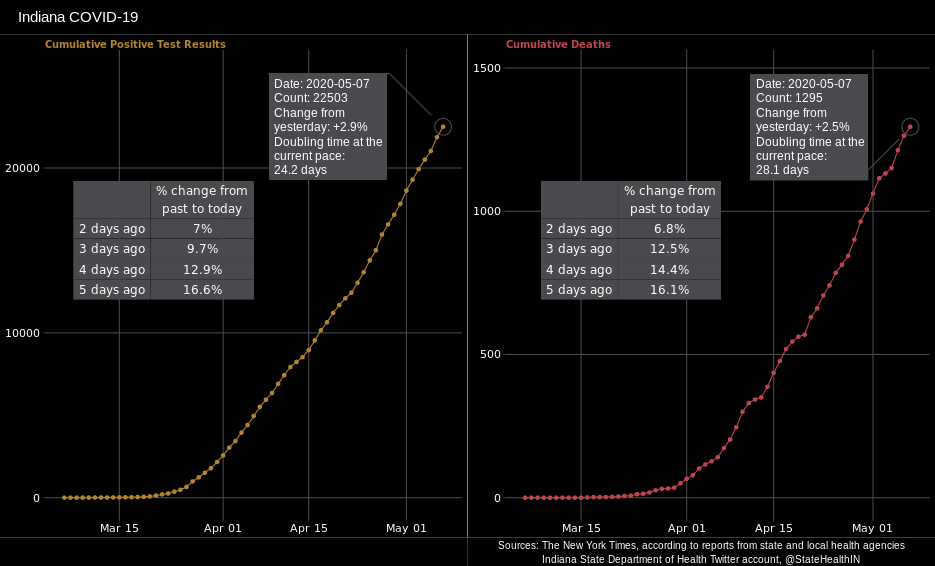 Indiana COVID-19
Cumulative Positive Test Results
Date: 2020-05-07
Count: 22503
Change from
yesterday: +2.9%
Doubling time at the
current pace:
24.2 days
% change from
past to today
2 days ago 7%
3 days ago 9.7%
4 days ago 12.9%
5 days ago 16.6%
20000
10000
0
Mar 15 Apr 01 Apr 15 May 01
Cumulative Deaths
Date: 2020-05-07
Count: 1295
Change from
yesterday: +2.5%
Doubling time at the
current pace:
28.1 days
% change from
past to today
2 days ago 6.8%
3 days ago 12.5%
4 days ago 14.4%
5 days ago 16.1%
1500
1000
500
0
Mar 15 Apr 01 Apr 15 May 01
Sources: The New York Times, according to reports from state and local health agencies
Indiana State Department of Health Twitter account, @StateHealthIN